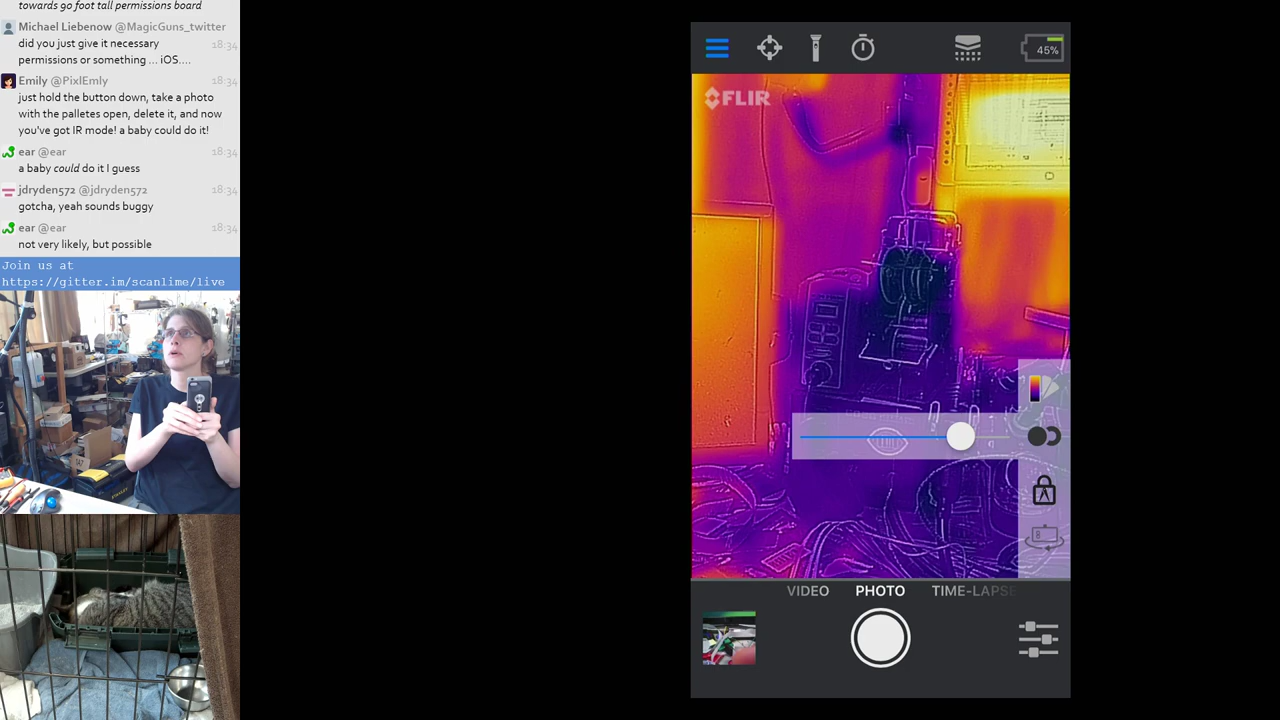 towards 90 foot tall permissions board
Michael Liebenow @MagicGuns_twitter
did you just give it necessary 18:34
permissions or something ... iOS....
Emily @PixlEmly 18:34
just hold the button down, take a photo
with the palletes open, delete it, and now
you've got IR mode! a baby could do it!
ear @ear 18:34
a baby could do it I guess
jdryden572 @jdryden572 18:34
gotcha, yeah sounds buggy
ear @ear 18:34
not very likely, but possible
Join us at
https://gitter.im/scanlime/live
45%
FLIR
VIDEO PHOTO TIME-LAPSE